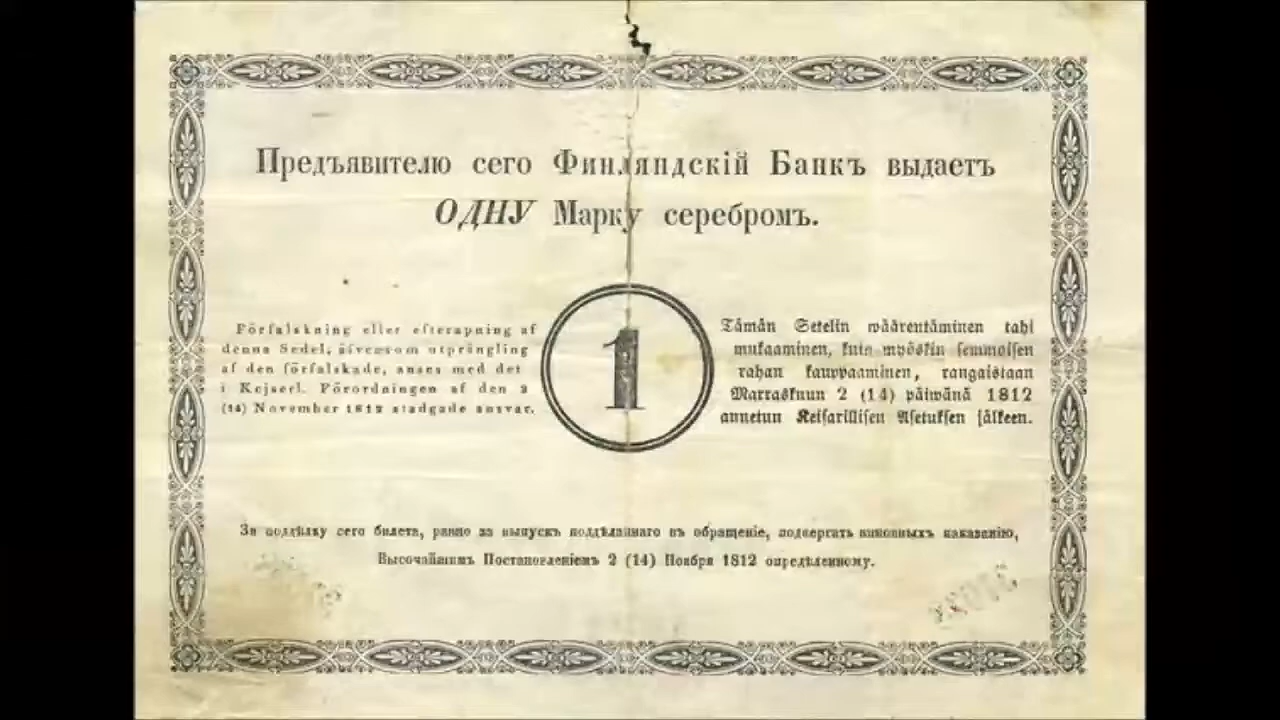 Предъявителю сего Финляндскій Банкъ выдаетъ
ОДНУ Марку серебромъ.
Förfalskning eller efterapning af
denna Sedel, äfvensom utprångling
af den förfalskade, anses med det
i Kejserl. Förordningen af den 2
(14) November 1812 stadgade ansvar.
1
Tämän Setelin wäärentäminen tahi
mukaaminen, kuin myöskin semmoisen
rahan kauppaaminen, rangaistaan
Marraskuun 2 (14) päiwänä 1812
annetun Keisarillisen Asetuksen jälkeen.
За поддѣлку сего билета, равно за выпускъ поддѣланнаго въ обращеніе, подвергать виновныхъ наказанію,
Высочайшимъ Постановленіемъ 2 (14) Ноября 1812 опредѣленному.